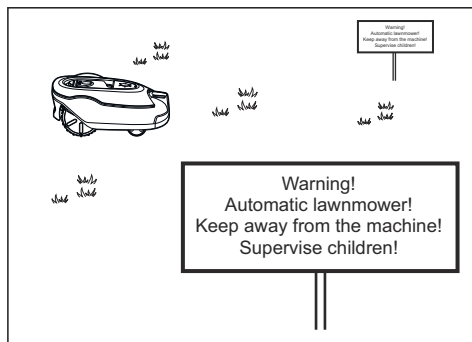 Warning!
Automatic lawnmower!
Keep away from the machine!
Supervise children!
Warning!
Automatic lawnmower!
Keep away from the machine!
Supervise children!